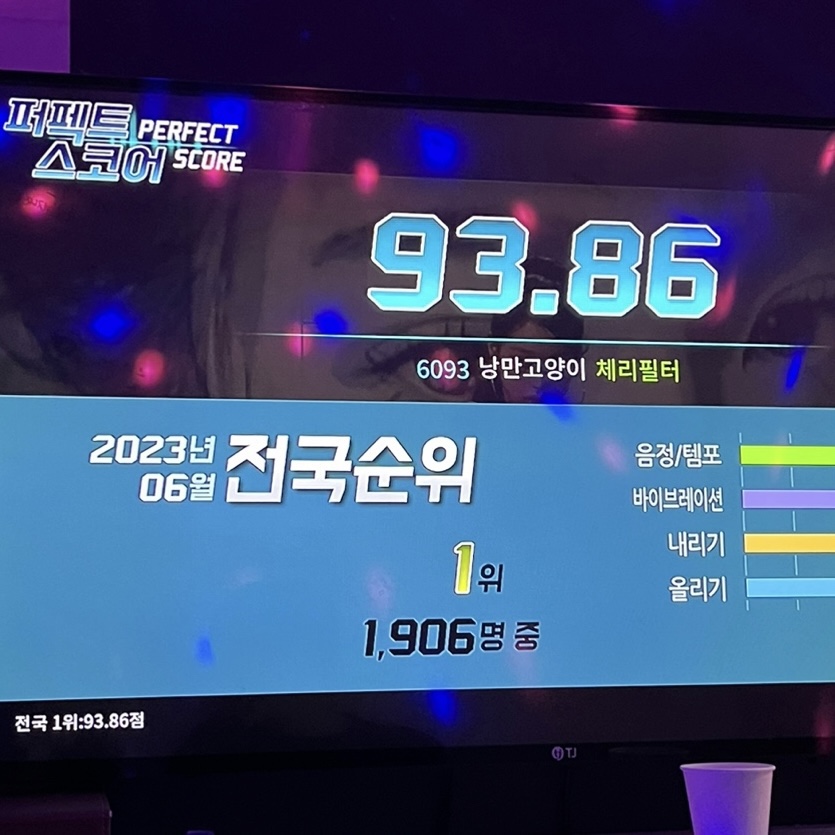 퍼펙트 PERFECT
스코어 SCORE
93.86
6093 낭만고양이 체리필터
2023년
06월 전국순위
음정/템포
바이브레이션
내리기
올리기
1위
1,906명 중
전국 1위:93.86점
TJ